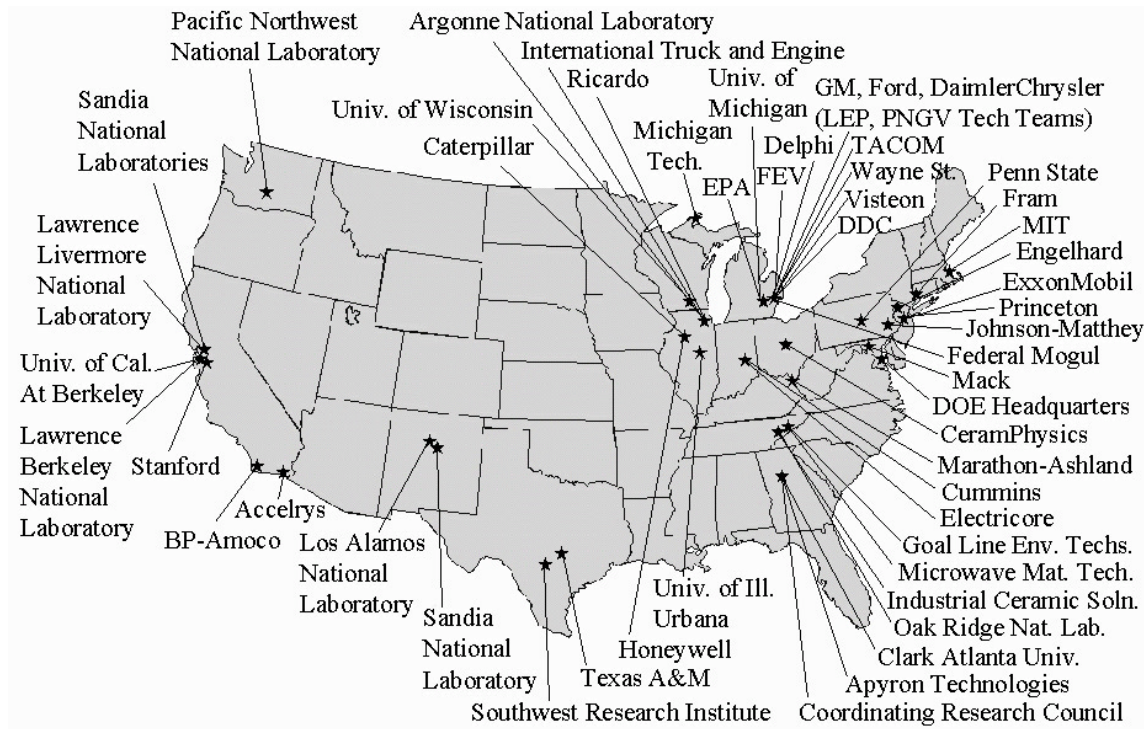 Pacific Northwest
National Laboratory
Argonne National Laboratory
International Truck and Engine
Ricardo
Univ. of
Michigan
GM, Ford, DaimlerChrysler
(LEP, PNGV Tech Teams)
Sandia
National
Laboratories
Univ. of Wisconsin
Caterpillar
Michigan
Tech.
EPA
Delphi
FEV
TACOM
Wayne St.
Visteon
DDC
Penn State
Fram
MIT
Engelhard
ExxonMobil
Princeton
Johnson-Matthey
Federal Mogul
Mack
DOE Headquarters
CeramPhysics
Marathon-Ashland
Cummins
Electricore
Goal Line Env. Techs.
Microwave Mat. Tech.
Industrial Ceramic Soln.
Oak Ridge Nat. Lab.
Clark Atlanta Univ.
Apyron Technologies
Coordinating Research Council
Lawrence
Livermore
National
Laboratory
Univ. of Cal.
At Berkeley
Lawrence
Berkeley
National
Laboratory
Stanford
Accelrys
BP-Amoco
Los Alamos
National
Laboratory
Sandia
National
Laboratory
Southwest Research Institute
Texas A&M
Honeywell
Univ. of Ill.
Urbana